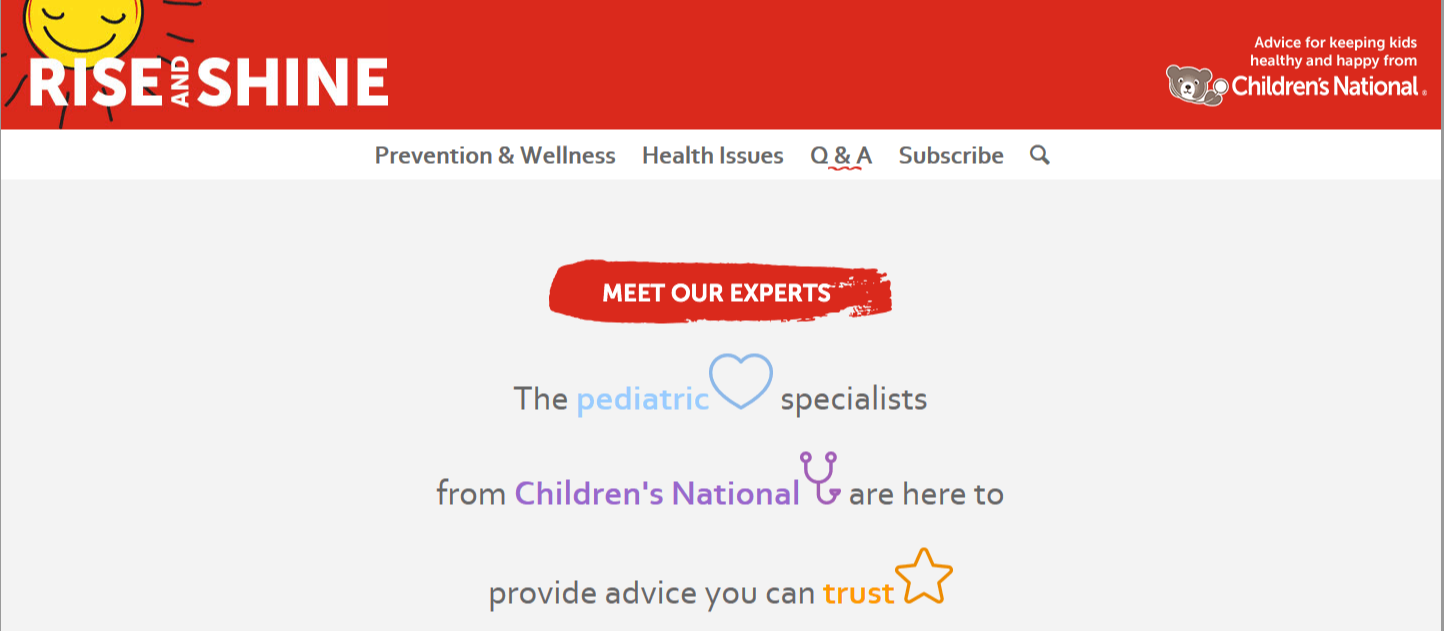 RISE AND SHINE
Advice for keeping kids
healthy and happy from
Children's National ®
Prevention & Wellness Health Issues Q & A Subscribe
MEET OUR EXPERTS
The pediatric specialists
from Children's National are here to
provide advice you can trust